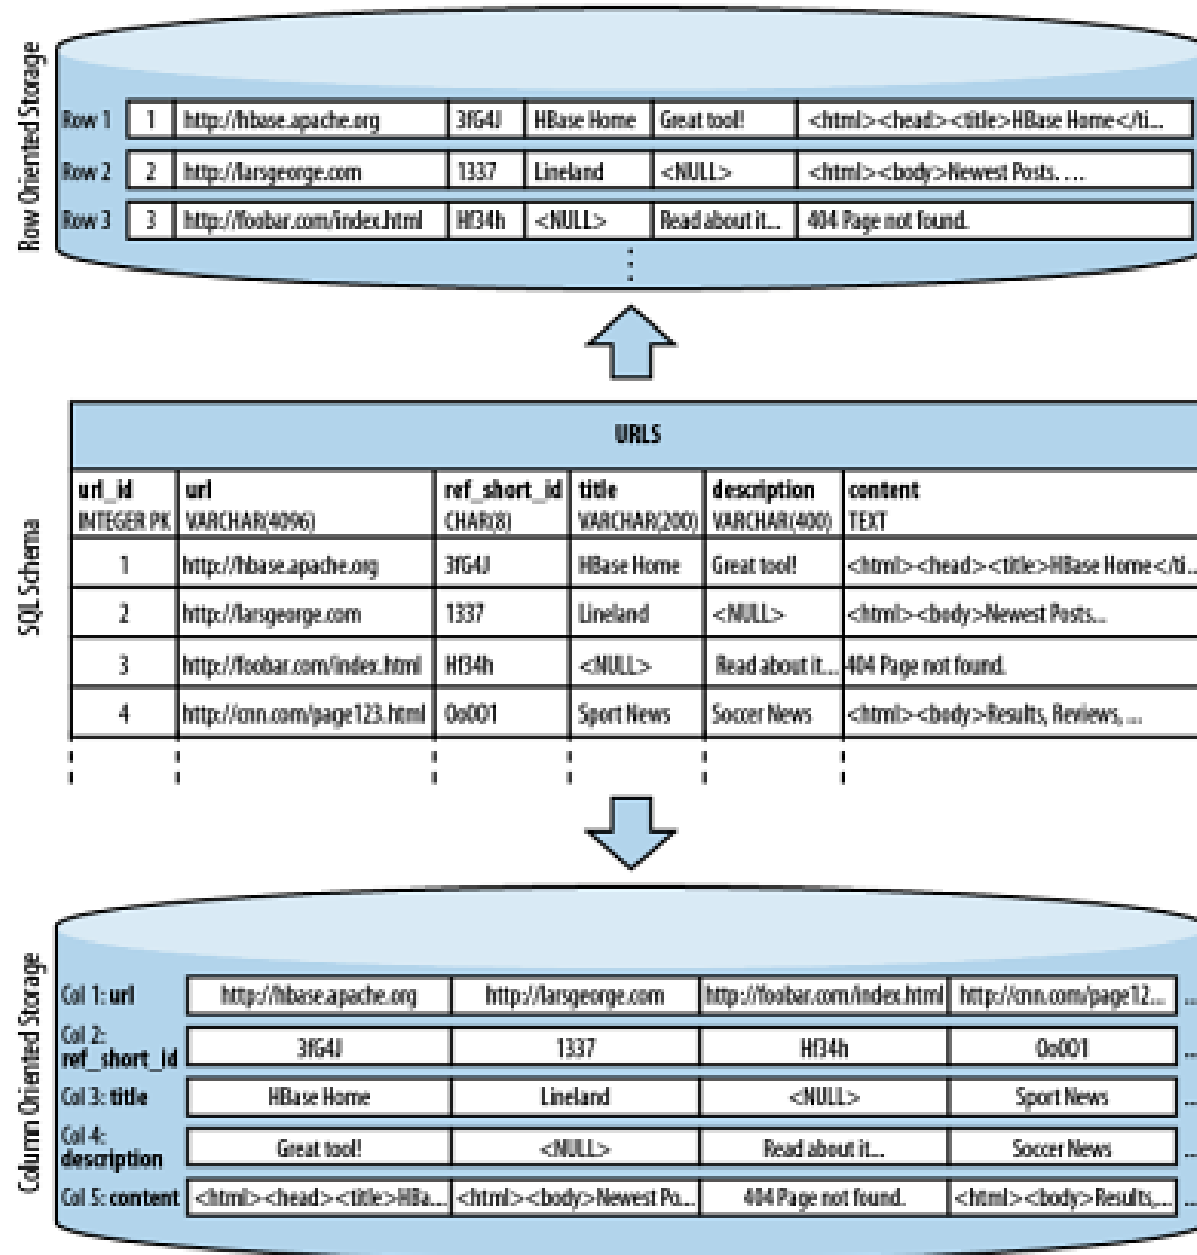 Row Oriented Storage
Row 1 1 http://hbase.apache.org 3fG4J HBase Home Great tool! <html><head><title>HBase Home</ti...
Row 2 2 http://larsgeorge.com 1337 Lineland <NULL> <html><body>Newest Posts. . . .
Row 3 3 http://foobar.com/index.html Hf34h <NULL> Read about it... 404 Page not found.
SQL Schema
URLS
url_id url ref_short_id title description content
INTEGER PK VARCHAR(4096) CHAR(8) VARCHAR(200) VARCHAR(400) TEXT
1 http://hbase.apache.org 3fG4J HBase Home Great tool! <html><head><title>HBase Home</ti...
2 http://larsgeorge.com 1337 Lineland <NULL> <html><body>Newest Posts...
3 http://foobar.com/index.html Hf34h <NULL> Read about it... 404 Page not found.
4 http://cnn.com/page123.html 0o001 Sport News Soccer News <html><body>Results, Reviews, ...
Column Oriented Storage
Col 1: url http://hbase.apache.org http://larsgeorge.com http://foobar.com/index.html http://cnn.com/page12... ...
Col 2:
ref_short_id 3fG4J 1337 Hf34h 0o001 ...
Col 3: title HBase Home Lineland <NULL> Sport News ...
Col 4:
description Great tool! <NULL> Read about it... Soccer News ...
Col 5: content <html><head><title>HBa... <html><body>Newest Po... 404 Page not found. <html><body>Results,... ...